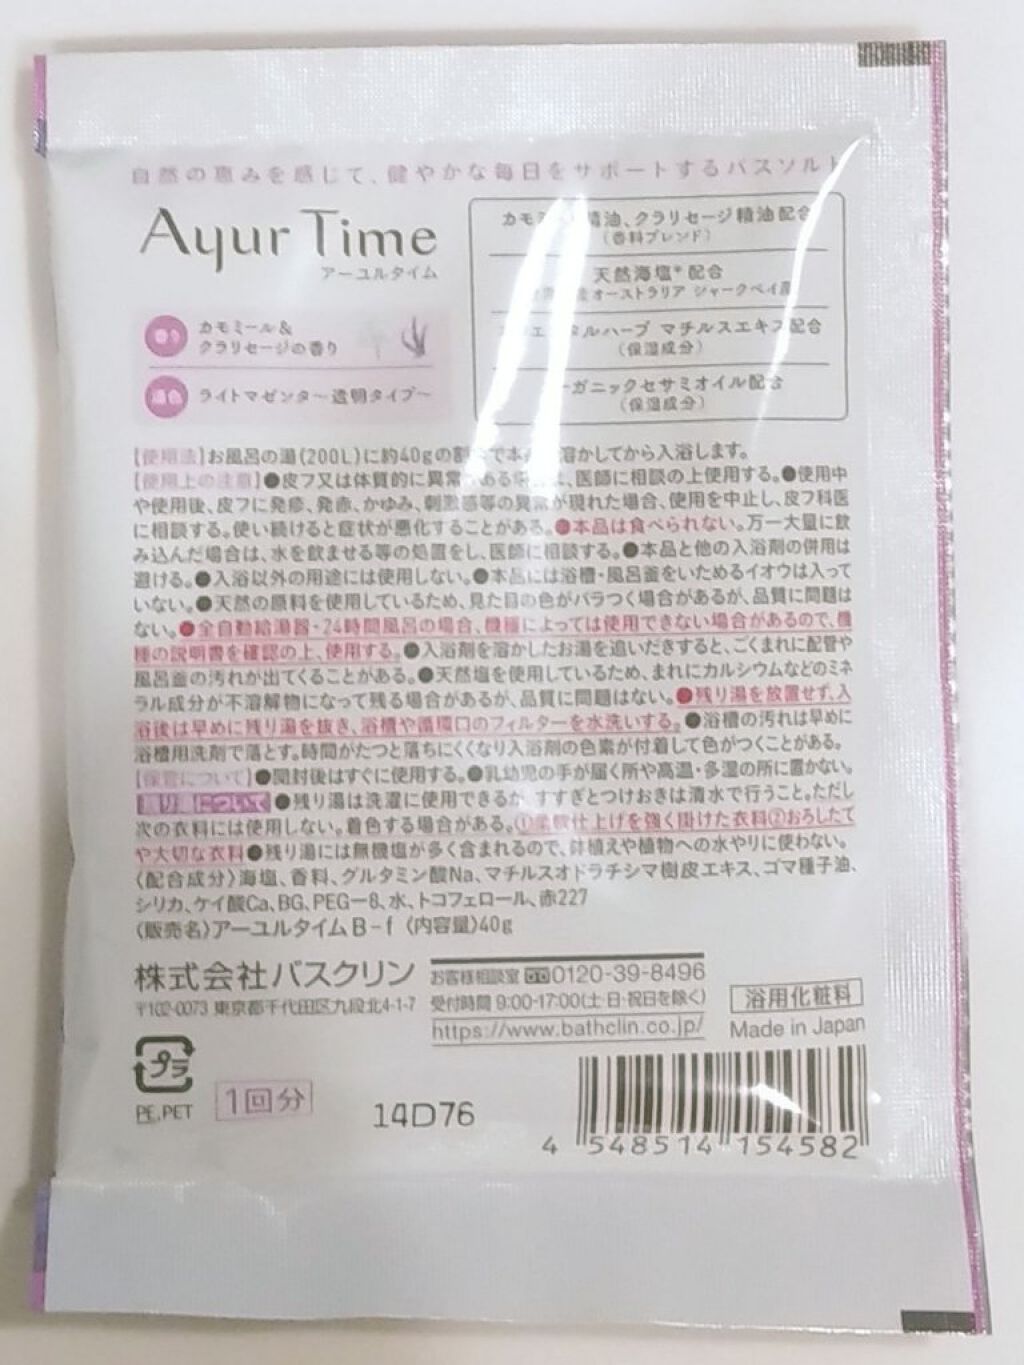 自然の恵みを感じて、健やかな毎日をサポートするバスソルト
Ayur Time
アーユルタイム
香り カモミール&
クラリセージの香り
湯色 ライトマゼンタ～透明タイプ～
精油、クラリセージ精油配合
(香料ブレンド)
天然海塩*配合
オーストラリア シャークベイ産
ハーブ マチルスエキス配合
(保湿成分)
ーガニックセサミオイル配合
(保湿成分)
【使用法】お風呂の湯(200L)に約40gの割 で本 溶かしてから入浴します。
【使用上の注意】●皮フ又は体質的に異常 ある 、医師に相談の上使用する。●使用中
や使用後、皮フに発疹、発赤、かゆみ、刺激感等の異常が現れた場合、使用を中止し、皮フ科医
に相談する。使い続けると症状が悪化することがある。●本品は食べられない。万一大量に飲
み込んだ場合は、水を飲ませる等の処置をし、医師に相談する。●本品と他の入浴剤の併用は
避ける。●入浴以外の用途には使用しない。●本品には浴槽・風呂釜をいためるイオウは入って
いない。●天然の原料を使用しているため、見た目の色がバラつく場合があるが、品質に問題は
ない。●全自動給湯器・24時間風呂の場合、機種によっては使用できない場合があるので、機
種の説明書を確認の上、使用する。●入浴剤を溶かしたお湯を追いだきすると、ごくまれに配管や
風呂釜の汚れが出てくることがある。●天然塩を使用しているため、まれにカルシウムなどのミネ
ラル成分が不溶解物になって残る場合があるが、品質に問題はない。●残り湯を放置せず、入
浴後は早めに残り湯を抜き、浴槽や循環口のフィルターを水洗いする。●浴槽の汚れは早めに
浴槽用洗剤で落とす。時間がたつと落ちにくくなり入浴剤の色素が付着して色がつくことがある。
【保管について】●開封後はすぐに使用する。●乳幼児の手が届く所や高温・多湿の所に置かない。
残り湯について ●残り湯は洗濯に使用できるが、すすぎとつけおきは清水で行うこと。ただし
次の衣料には使用しない。着色する場合がある。①柔軟仕上げを強く掛けた衣料②おろしたて
や大切な衣料●残り湯には無機塩が多く含まれるので、鉢植えや植物への水やりに使わない。
〈配合成分〉海塩、香料、グルタミン酸Na、マチルスオドラチシマ樹皮エキス、ゴマ種子油、
シリカ、ケイ酸Ca、BG、PEG−8、水、トコフェロール、赤227
〈販売名〉アーユルタイムB-f 〈内容量〉40g
株式会社バスクリン
〒102-0073 東京都千代田区九段北4-1-7
お客様相談室 0120-39-8496
受付時間 9:00-17:00(土・日・祝日を除く)
https://www.bathclin.co.jp/
浴用化粧料
Made in Japan
プラ
PE,PET
1回分
14D76
4 548514 154582